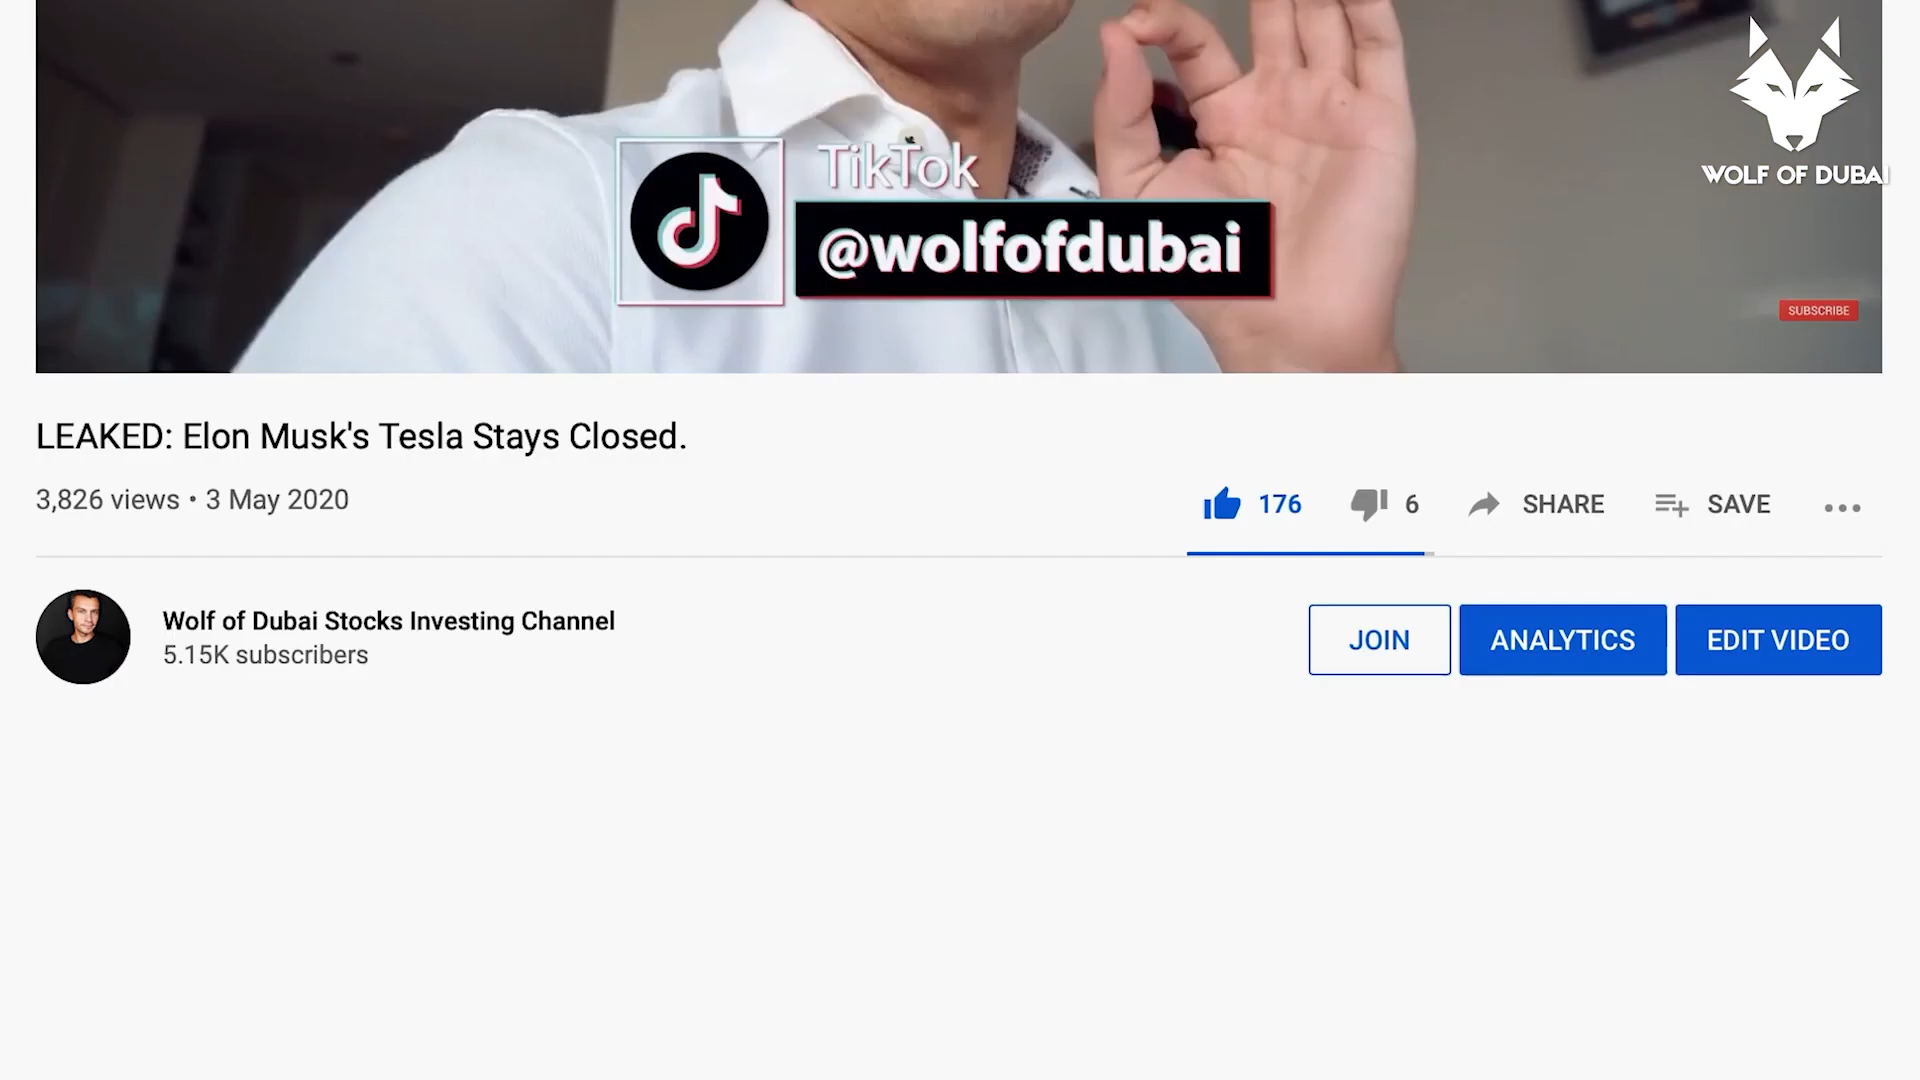 WOLF OF DUBAI
TikTok
@wolfofdubai
SUBSCRIBE
LEAKED: Elon Musk's Tesla Stays Closed.
3,826 views • 3 May 2020
176
6
SHARE
SAVE
Wolf of Dubai Stocks Investing Channel
5.15K subscribers
JOIN
ANALYTICS
EDIT VIDEO